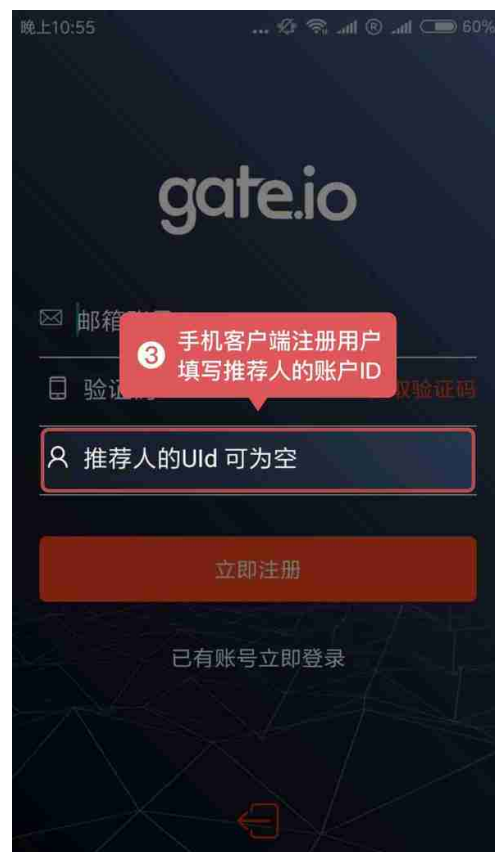 晚上10:55 ... 60%
gate.io
邮箱
③ 手机客户端注册用户
填写推荐人的账户ID
验证码
取验证码
推荐人的UId 可为空
立即注册
已有账号立即登录